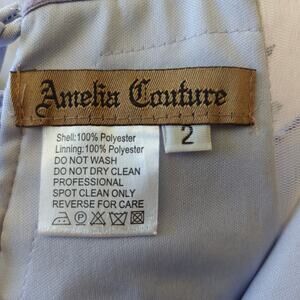 Amelia Couture
2
Shell:100% Polyester
Linning:100% Polyester
DO NOT WASH
DO NOT DRY CLEAN
PROFESSIONAL
SPOT CLEAN ONLY
REVERSE FOR CARE